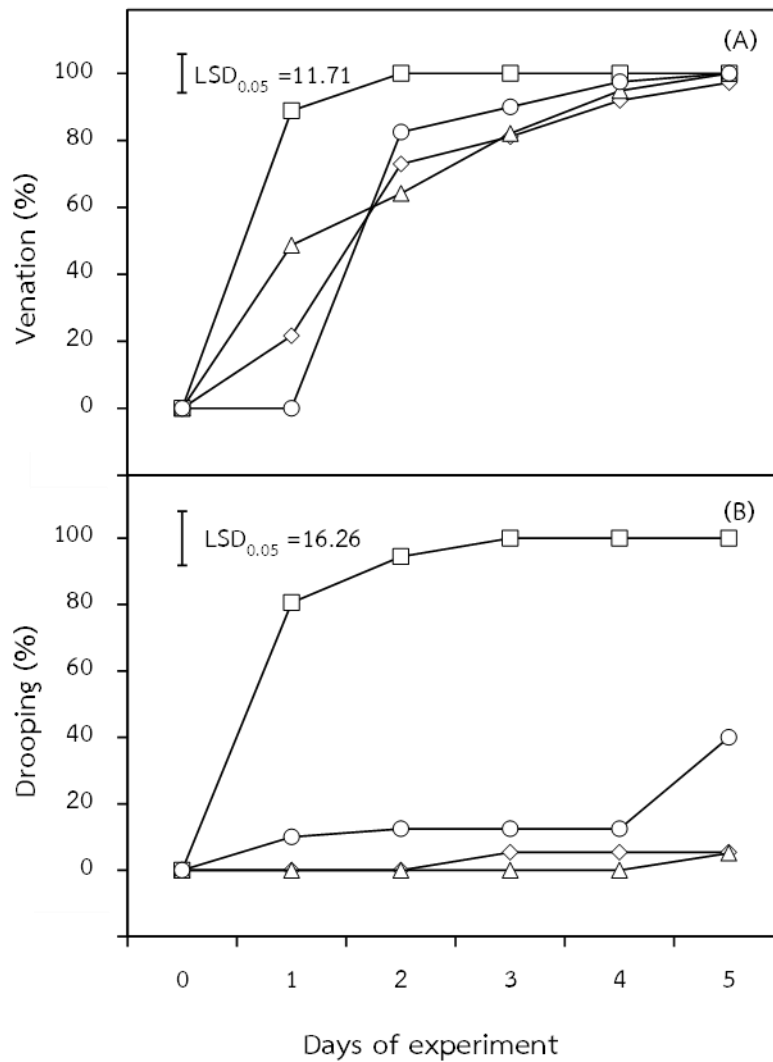 (A)
LSD0.05 =11.71
100
80
60
40
20
0
Venation (%)
(B)
LSD0.05 =16.26
100
80
60
40
20
0
Drooping (%)
0 1 2 3 4 5
Days of experiment